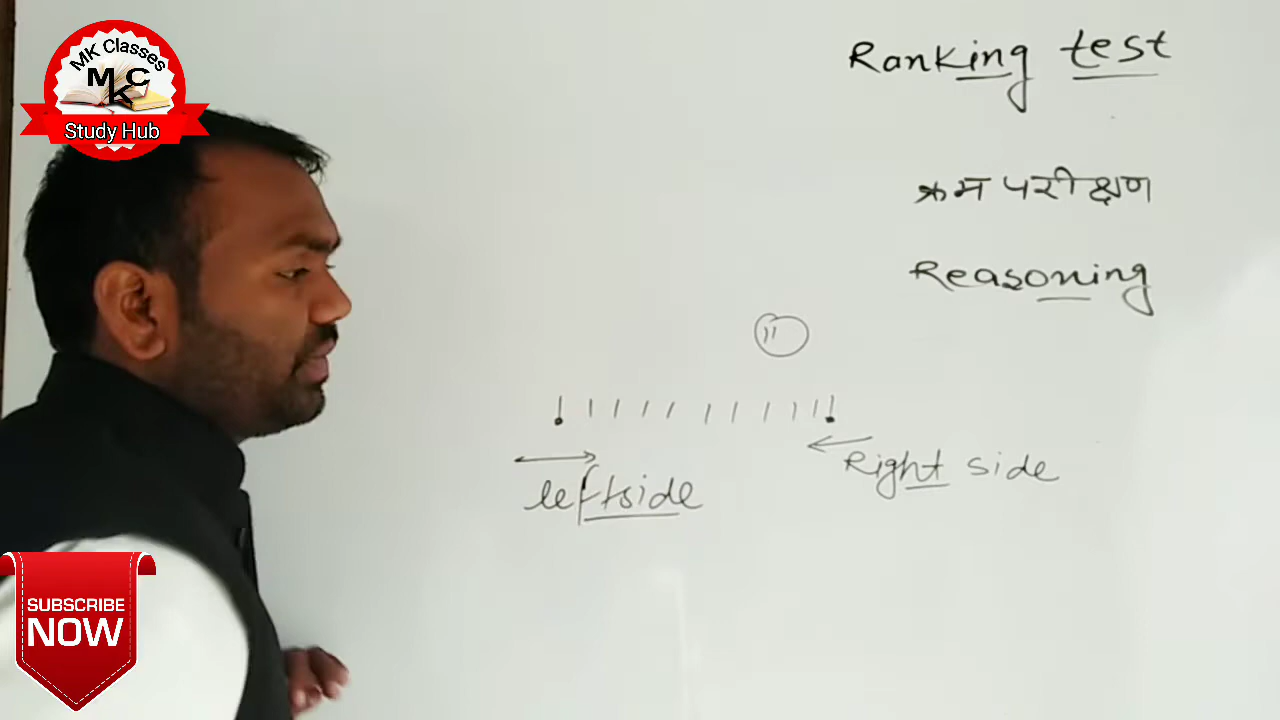 MK Classes
MKC
Study Hub
Ranking test
क्रम परीक्षण
Reasoning
11
leftside
Right side
SUBSCRIBE
NOW